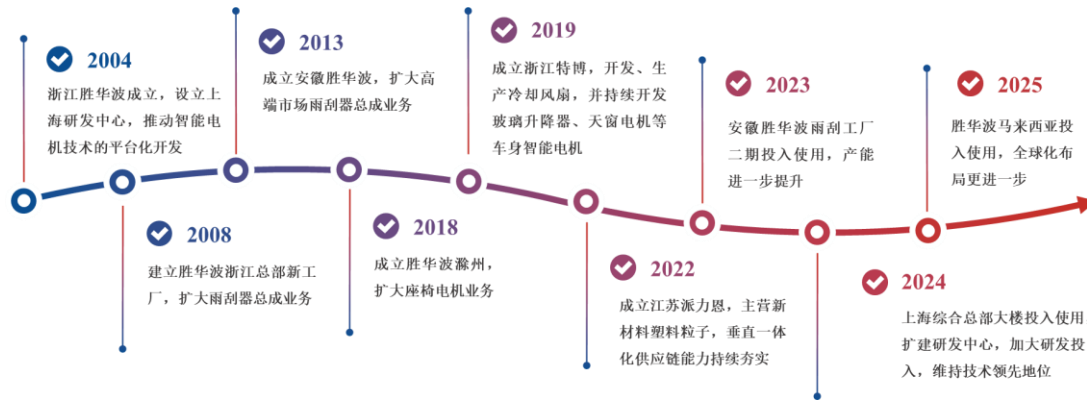 2004
浙江胜华波成立，设立上
海研发中心，推动智能电
机技术的平台化开发
2008
建立胜华波浙江总部新工
厂，扩大雨刮器总成业务
2013
成立安徽胜华波，扩大高
端市场雨刮器总成业务
2018
成立胜华波滁州，
扩大座椅电机业务
2019
成立浙江特博，开发、生
产冷却风扇，并持续开发
玻璃升降器、天窗电机等
车身智能电机
2022
成立江苏派力恩，主营新
材料塑料粒子，垂直一体
化供应链能力持续夯实
2023
安徽胜华波雨刮工厂
二期投入使用，产能
进一步提升
2024
上海综合总部大楼投入使用
扩建研发中心，加大研发投
入，维持技术领先地位
2025
胜华波马来西亚投
入使用，全球化布
局更进一步